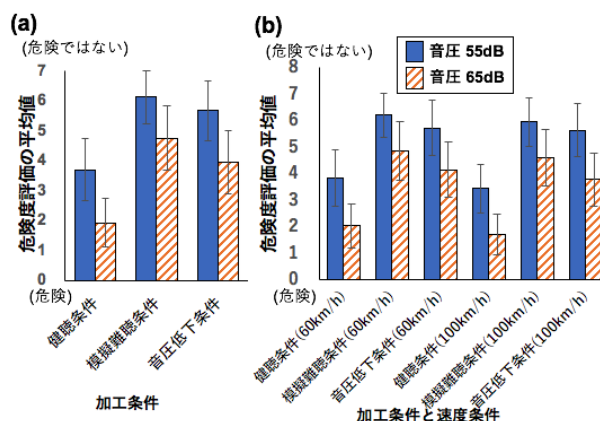 (a)
(危険ではない)
危険度評価の平均値
7
6
5
4
3
2
1
0
(危険)
健聴条件
模擬難聴条件
音圧低下条件
加工条件
(b)
(危険ではない)
音圧 55dB
音圧 65dB
危険度評価の平均値
8
7
6
5
4
3
2
1
0
(危険)
健聴条件(60km/h)
模擬難聴条件(60km/h)
音圧低下条件(60km/h)
健聴条件(100km/h)
模擬難聴条件(100km/h)
音圧低下条件(100km/h)
加工条件と速度条件